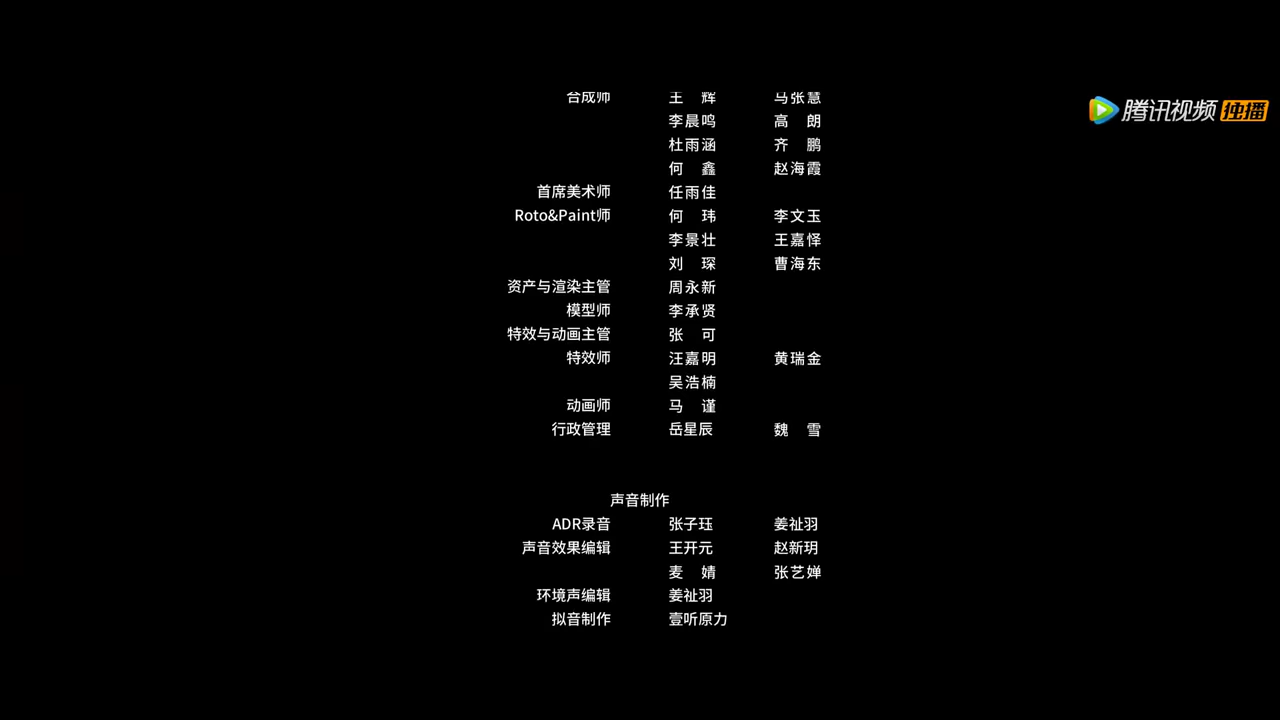 合成师 王 辉 马张慧
李晨鸣 高 朗
杜雨涵 齐 鹏
何 鑫 赵海霞
首席美术师 任雨佳
Roto&Paint师 何 玮 李文玉
李景壮 王嘉怿
刘 琛 曹海东
资产与渲染主管 周永新
模型师 李承贤
特效与动画主管 张 可
特效师 汪嘉明 黄瑞金
吴浩楠
动画师 马 谨
行政管理 岳星辰 魏 雪
声音制作
ADR录音 张子珏 姜祉羽
声音效果编辑 王开元 赵新玥
麦 婧 张艺婵
环境声编辑 姜祉羽
拟音制作 壹听原力
腾讯视频 独播